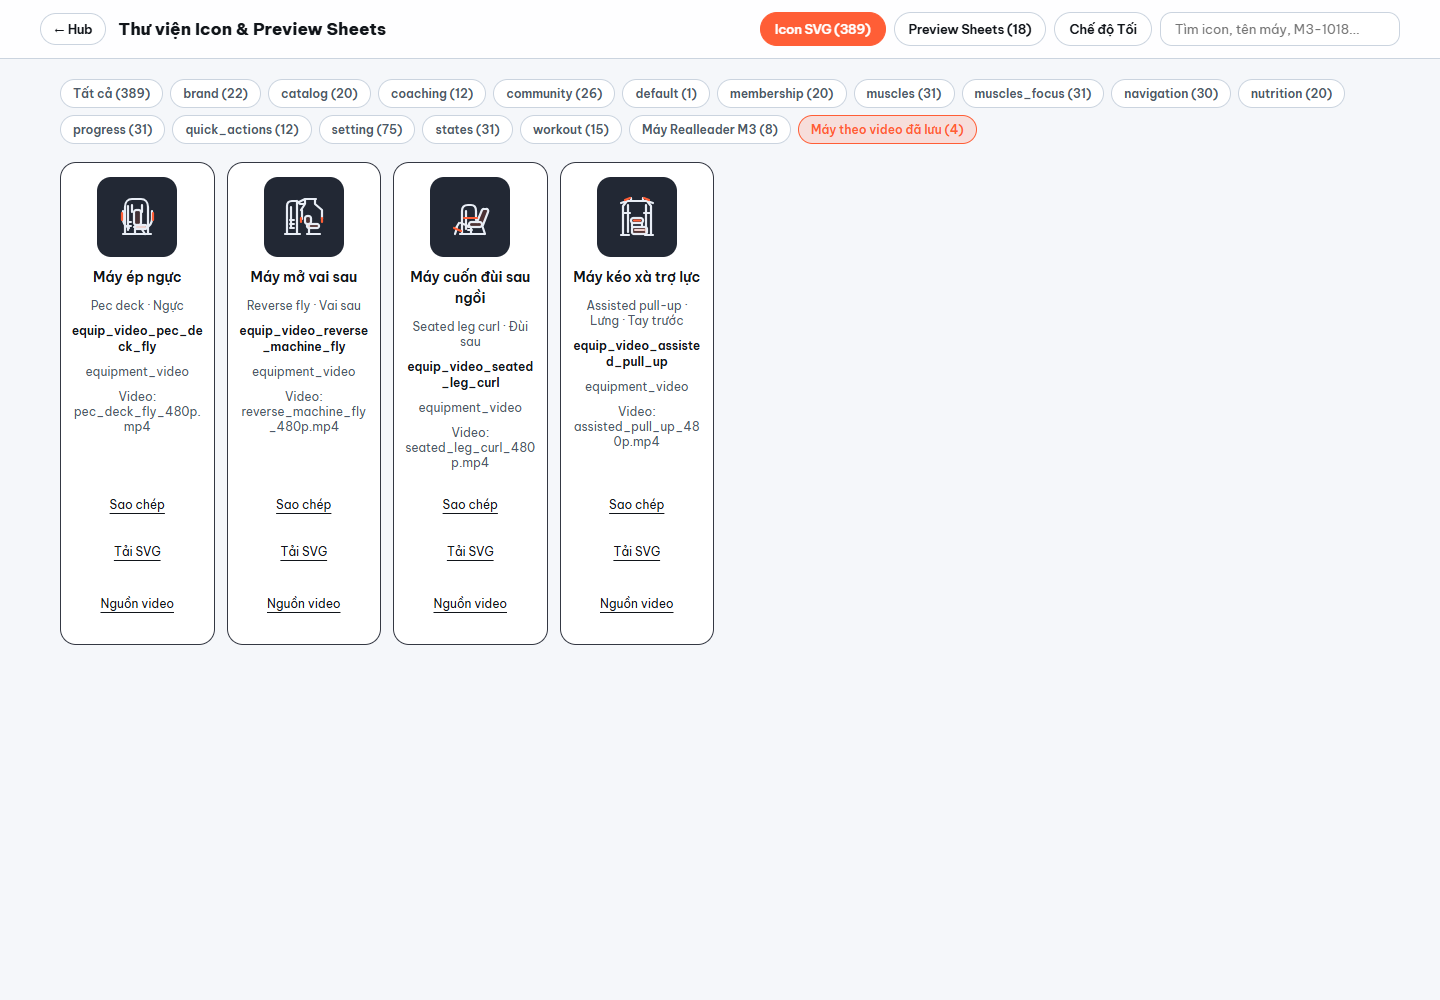 ← Hub
Thư viện Icon & Preview Sheets
Icon SVG (389)
Preview Sheets (18)
Chế độ Tối
Tìm icon, tên máy, M3-1018...
Tất cả (389)
brand (22)
catalog (20)
coaching (12)
community (26)
default (1)
membership (20)
muscles (31)
muscles_focus (31)
navigation (30)
nutrition (20)
progress (31)
quick_actions (12)
setting (75)
states (31)
workout (15)
Máy Realleader M3 (8)
Máy theo video đã lưu (4)
Máy ép ngực
Pec deck · Ngực
equip_video_pec_de
ck_fly
equipment_video
Video:
pec_deck_fly_480p.
mp4
Sao chép
Tải SVG
Nguồn video
Máy mở vai sau
Reverse fly · Vai sau
equip_video_reverse
_machine_fly
equipment_video
Video:
reverse_machine_fly
_480p.mp4
Sao chép
Tải SVG
Nguồn video
Máy cuốn đùi sau
ngồi
Seated leg curl · Đùi
sau
equip_video_seated
_leg_curl
equipment_video
Video:
seated_leg_curl_480
p.mp4
Sao chép
Tải SVG
Nguồn video
Máy kéo xà trợ lực
Assisted pull-up ·
Lưng · Tay trước
equip_video_assiste
d_pull_up
equipment_video
Video:
assisted_pull_up_48
0p.mp4
Sao chép
Tải SVG
Nguồn video